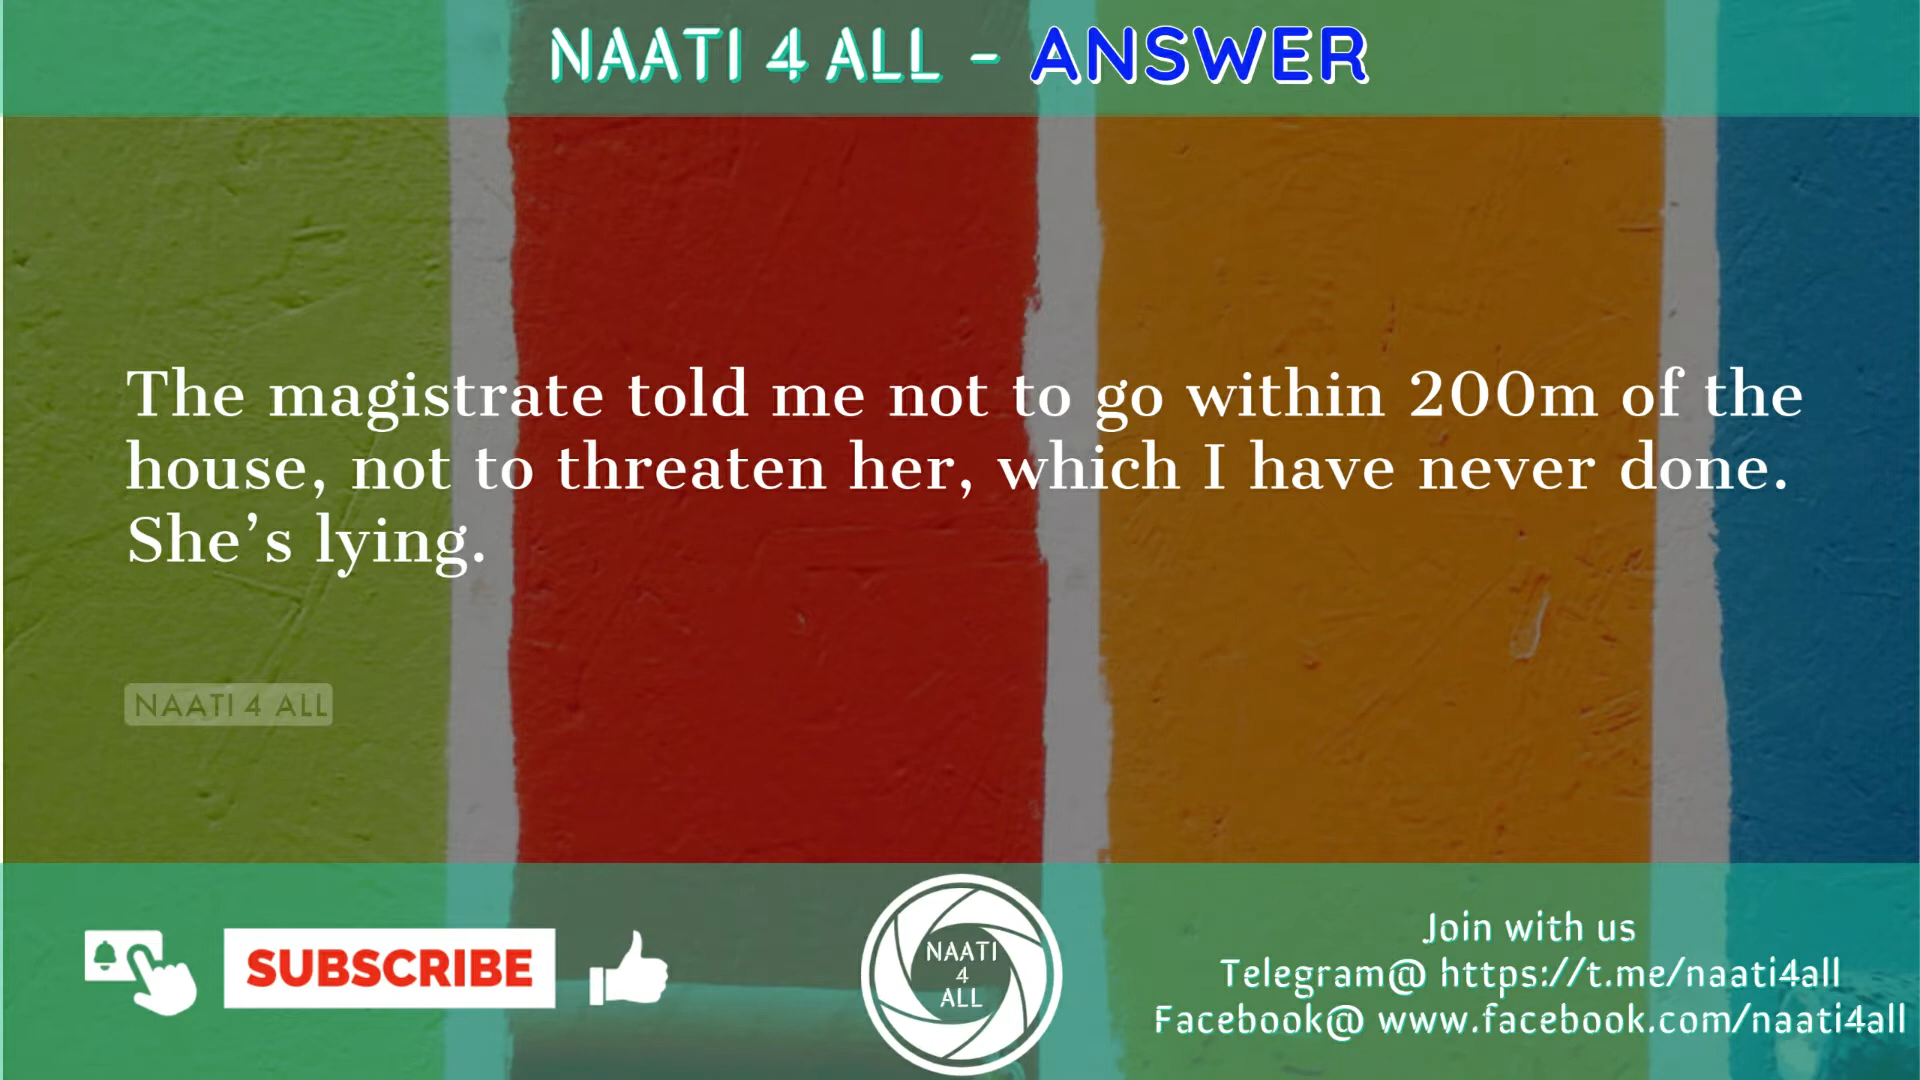 NAATI 4 ALL - ANSWER
The magistrate told me not to go within 200m of the
house, not to threaten her, which I have never done.
She’s lying.
NAATI 4 ALL
SUBSCRIBE
NAATI
4
ALL
Join with us
Telegram@ https://t.me/naati4all
Facebook@ www.facebook.com/naati4all